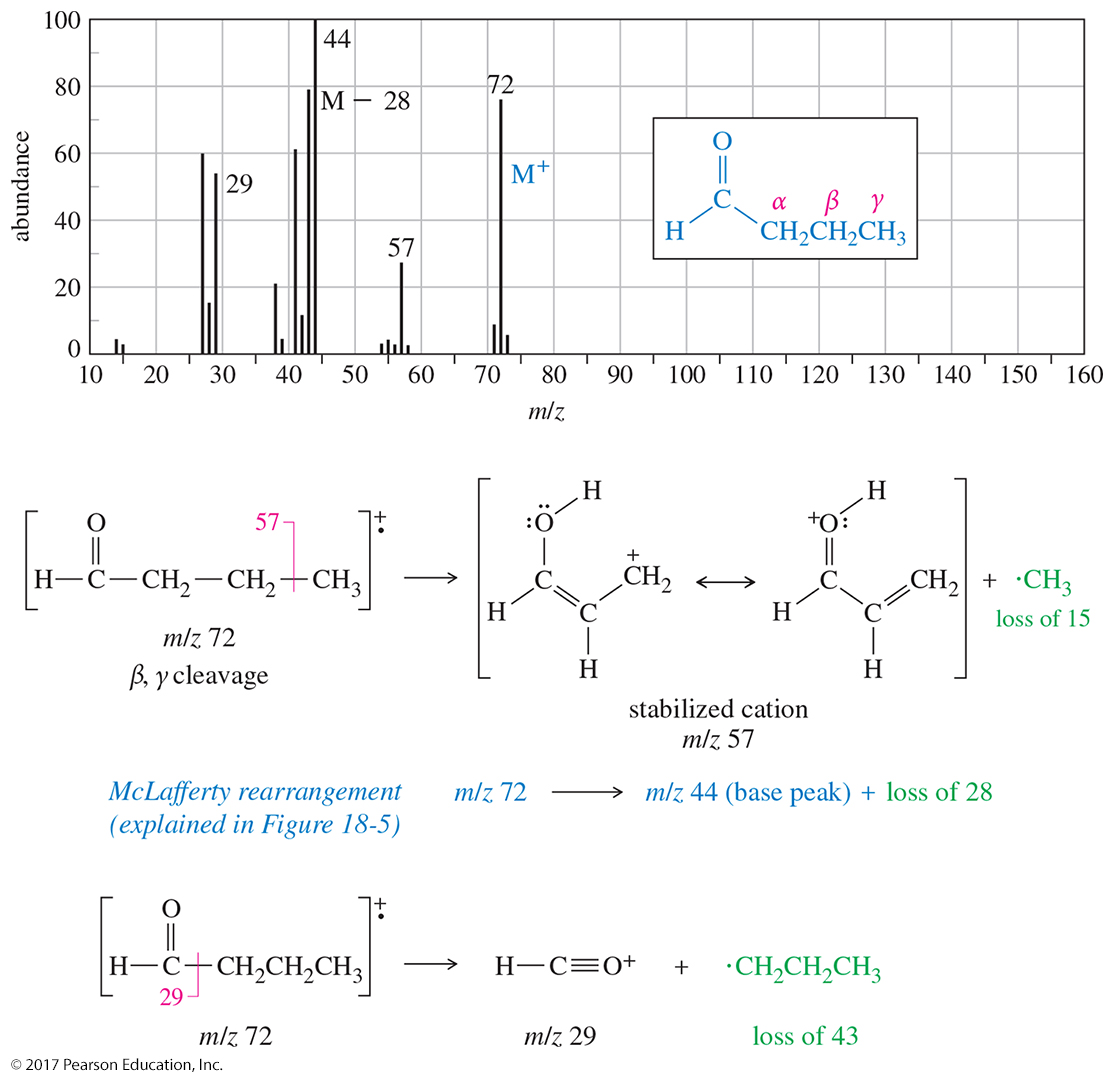 100
80
60
40
20
0
abundance
44
M — 28
72
M+
29
57
O
C
H
α β γ
CH2CH2CH3
10 20 30 40 50 60 70 80 90 100 110 120 130 140 150 160
m/z
O
57
H—C—CH2—CH2—CH3
+•
m/z 72
β, γ cleavage
H
:Ö
+
C CH2
H C
H
H
+O:
C CH2
H C
H
+ ·CH3
loss of 15
stabilized cation
m/z 57
McLafferty rearrangement m/z 72 ⟶ m/z 44 (base peak) + loss of 28
(explained in Figure 18-5)
O
H—C—CH2CH2CH3
+•
29
m/z 72
H—C≡O+ + ·CH2CH2CH3
m/z 29 loss of 43
© 2017 Pearson Education, Inc.